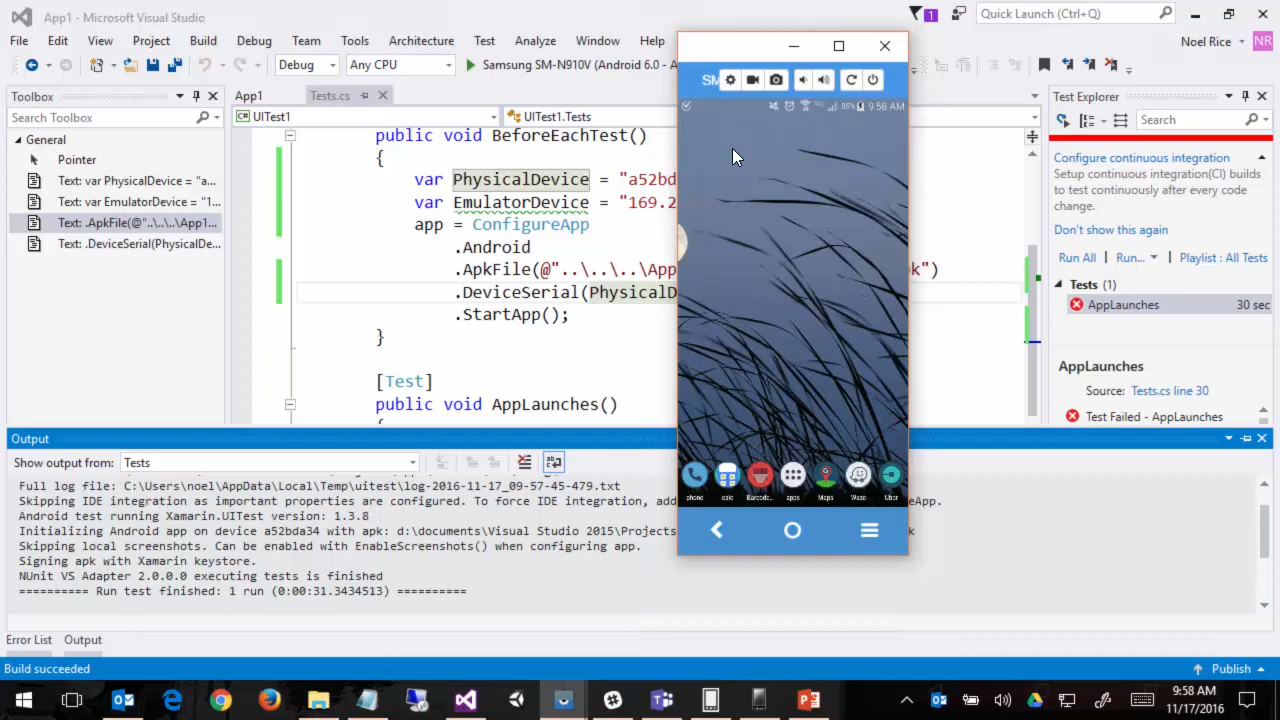 App1 - Microsoft Visual Studio
1
Quick Launch (Ctrl+Q)
File Edit View Project Build Debug Team Tools Architecture Test Analyze Window Help
Noel Rice
NR
Debug
Any CPU
Samsung SM-N910V (Android 6.0 - A
Toolbox
Search Toolbox
General
Pointer
Text: var PhysicalDevice = "a...
Text: var EmulatorDevice = "1...
Text: .ApkFile(@"..\..\..\App1...
Text: .DeviceSerial(PhysicalDe...
App1
Tests.cs
UITest1
UITest1.Tests
public void BeforeEachTest()
{
var PhysicalDevice = "a52bd
var EmulatorDevice = "169.2
app = ConfigureApp
.Android
.ApkFile(@"..\..\..\App
k")
.DeviceSerial(PhysicalD
.StartApp();
}
[Test]
public void AppLaunches()
{
SM
86%
9:58 AM
phone
calc
Barcode...
apps
Maps
Waze
Uber
Test Explorer
Search
Configure continuous integration
Setup continuous integration(CI) builds
to test continuously after every code
change.
Don't show this again
Run All
Run...
Playlist : All Tests
Tests (1)
AppLaunches
30 sec
AppLaunches
Source: Tests.cs line 30
Test Failed - AppLaunches
Output
Show output from: Tests
Full log file: C:\Users\noel\AppData\Local\Temp\uitest\log-2016-11-17_09-57-45-479.txt
Skipping IDE integration as important properties are configured. To force IDE integration, add
App.
Android test running Xamarin.UITest version: 1.3.8
Initializing Android app on device a52bda34 with apk: d:\documents\Visual Studio 2015\Projects
k
Skipping local screenshots. Can be enabled with EnableScreenshots() when configuring app.
Signing apk with Xamarin keystore.
NUnit VS Adapter 2.0.0.0 executing tests is finished
========== Run test finished: 1 run (0:00:31.3434513) ==========
Error List
Output
Build succeeded
Publish
9:58 AM
11/17/2016